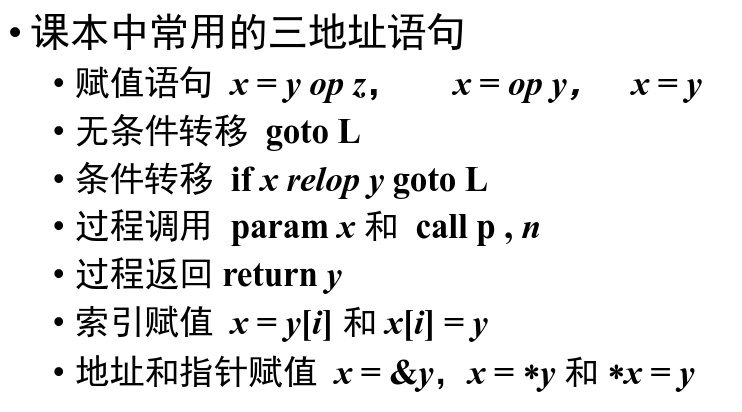 • 课本中常用的三地址语句
• 赋值语句 x = y op z， x = op y， x = y
• 无条件转移 goto L
• 条件转移 if x relop y goto L
• 过程调用 param x 和 call p , n
• 过程返回 return y
• 索引赋值 x = y[i] 和 x[i] = y
• 地址和指针赋值 x = &y，x = *y 和 *x = y